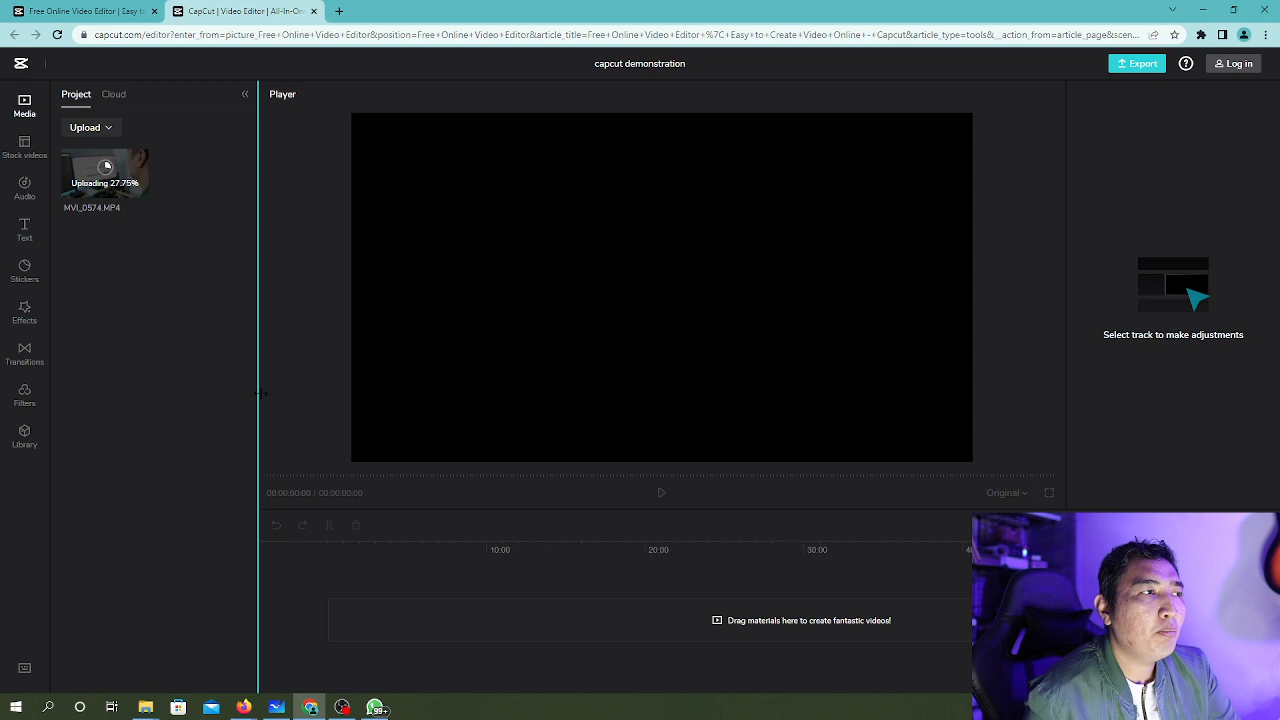 Free Online Video Editor | Easy to
CapCut | Video Editor | All-In-On
capcut.com/editor?enter_from=picture_Free+Online+Video+Editor&position=Free+Online+Video+Editor&article_title=Free+Online+Video+Editor+%7C+Easy+to+Create+Video+Online+-+Capcut&article_type=tools&__action_from=article_page&scen...
capcut demonstration
Export
Log in
Media
Stock videos
Audio
Text
Stickers
Effects
Transitions
Filters
Library
Project
Cloud
Upload
Uploading 27.75%
MVI_0574.MP4
Player
00:00:00:00 / 00:00:00:00
Original
Select track to make adjustments
10:00
20:00
30:00
Drag materials here to create fantastic videos!
99+